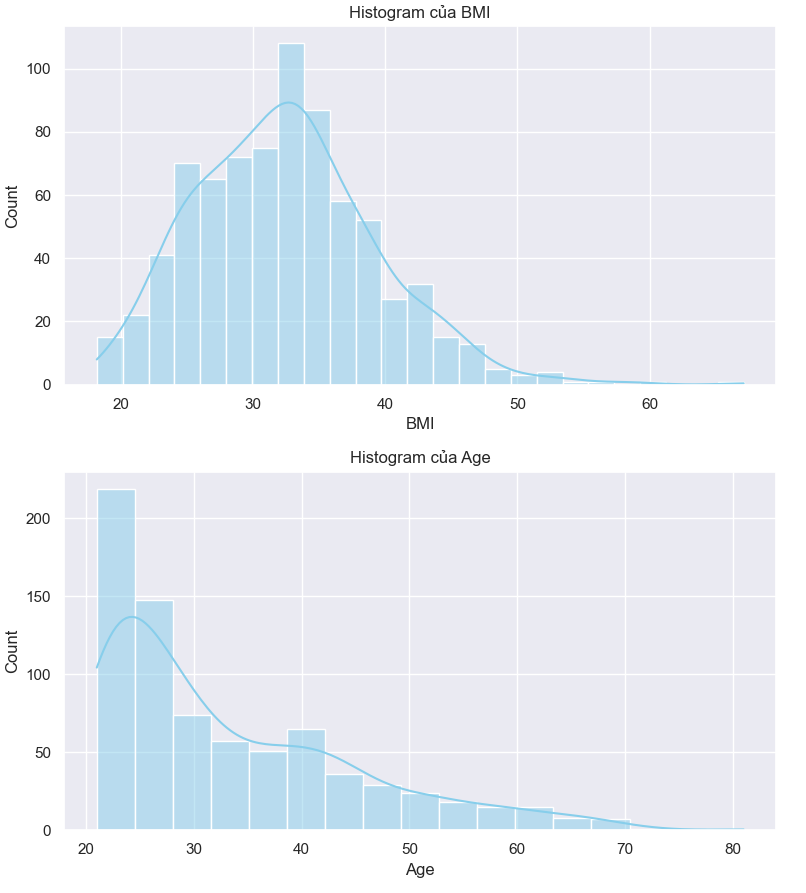 Histogram của BMI
100
80
60
40
20
0
Count
20 30 40 50 60
BMI
Histogram của Age
200
150
100
50
0
Count
20 30 40 50 60 70 80
Age